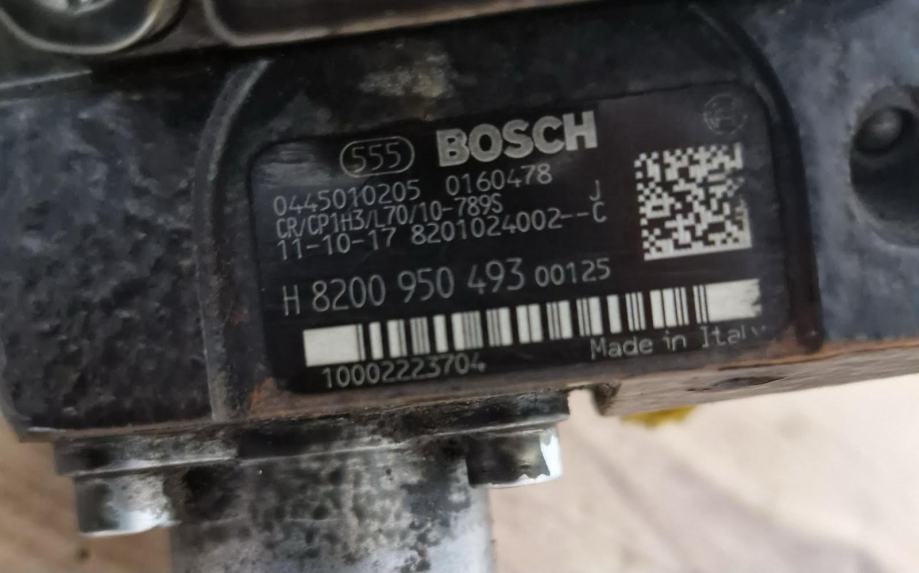 555 BOSCH
0445010205 0160478
CR/CP1H3/L70/10-789S J
11-10-17 8201024002--C
H 8200 950 493 00125
10002223704 Made in Italy